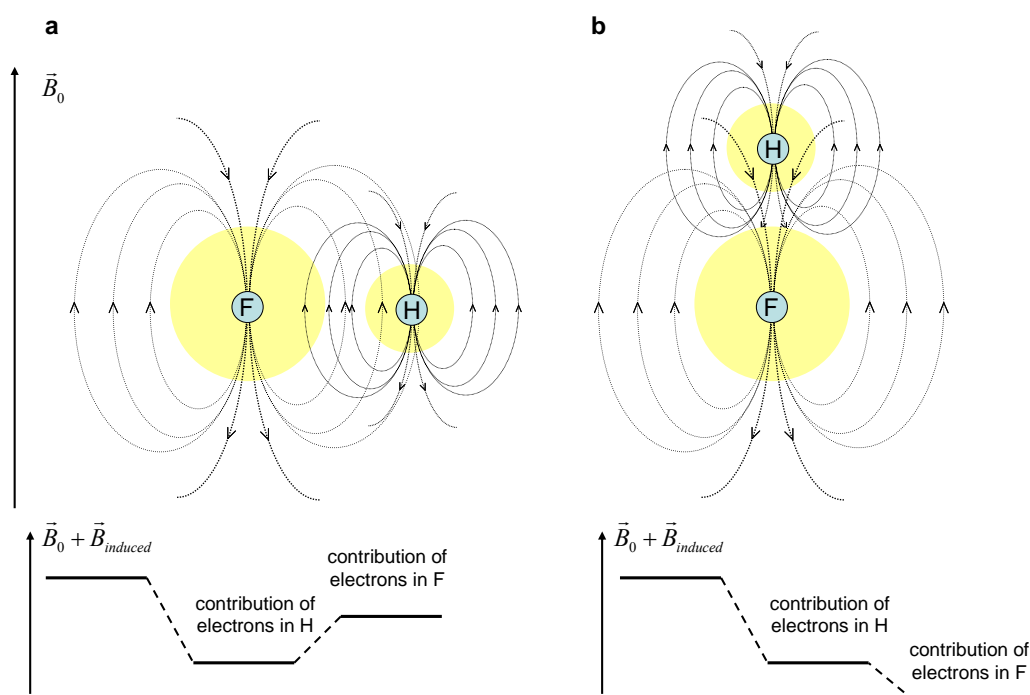 a
B⃗₀
F
H
B⃗₀ + B⃗induced
contribution of
electrons in H
contribution of
electrons in F
b
H
F
B⃗₀ + B⃗induced
contribution of
electrons in H
contribution of
electrons in F